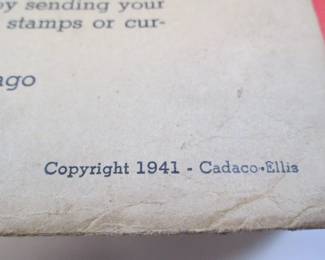 by sending your
stamps or cur-
ago
Copyright 1941 - Cadaco-Ellis